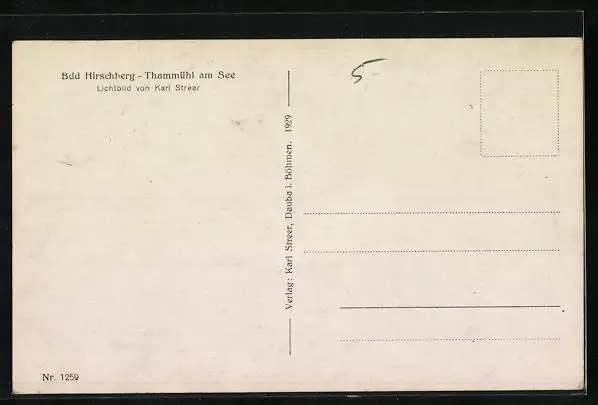 Bdd Hirschberg - Thammühl am See
Lichtbild von Karl Streer
Verlag: Karl Streer, Dauba i. Böhmen. 1929
5-
Nr. 1259